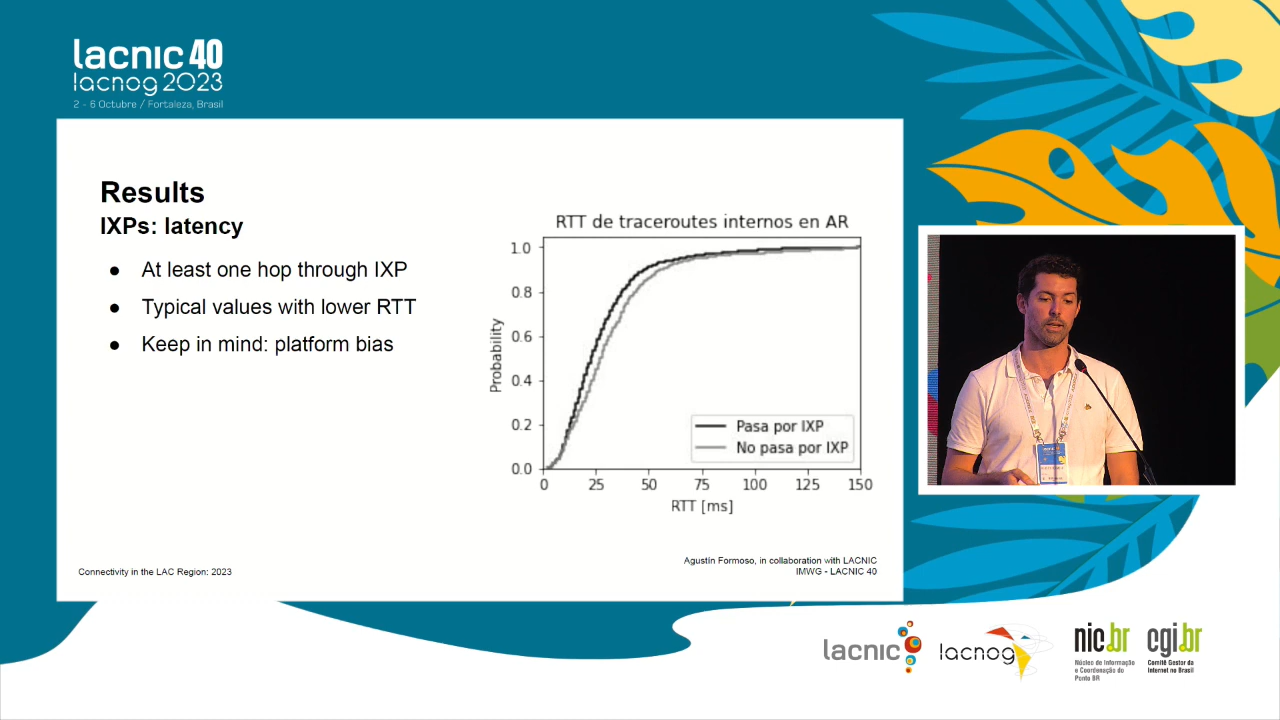 lacnic 40
lacnog 2023
2 - 6 Octubre / Fortaleza, Brasil
Results
IXPs: latency
● At least one hop through IXP
● Typical values with lower RTT
● Keep in mind: platform bias
RTT de traceroutes internos en AR
1.0
0.8
0.6
0.4
0.2
0.0
Probability
Pasa por IXP
No pasa por IXP
0 25 50 75 100 125 150
RTT [ms]
Connectivity in the LAC Region: 2023
Agustín Formoso, in collaboration with LACNIC
IMWG - LACNIC 40
lacnic
lacnog
nic.br
Núcleo de Informação
e Coordenação do
Ponto BR
cgi.br
Comitê Gestor da
Internet no Brasil